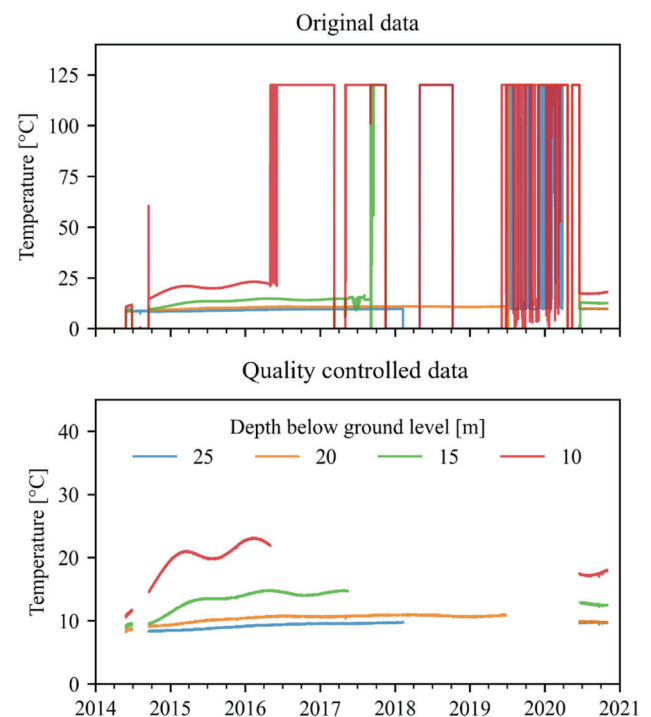 Original data
Temperature [°C]
125
100
75
50
25
0
Quality controlled data
Temperature [°C]
40
30
20
10
0
Depth below ground level [m]
25 20 15 10
2014 2015 2016 2017 2018 2019 2020 2021